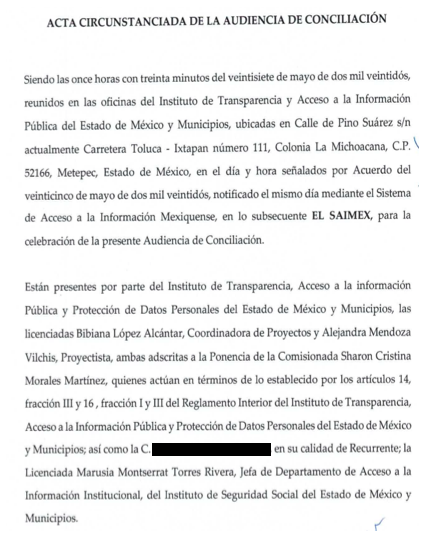 ACTA CIRCUNSTANCIADA DE LA AUDIENCIA DE CONCILIACIÓN
Siendo las once horas con treinta minutos del veintisiete de mayo de dos mil veintidós,
reunidos en las oficinas del Instituto de Transparencia y Acceso a la Información
Pública del Estado de México y Municipios, ubicadas en Calle de Pino Suárez s/n
actualmente Carretera Toluca - Ixtapan número 111, Colonia La Michoacana, C.P.
52166, Metepec, Estado de México, en el día y hora señalados por Acuerdo del
veinticinco de mayo de dos mil veintidós, notificado el mismo día mediante el Sistema
de Acceso a la Información Mexiquense, en lo subsecuente EL SAIMEX, para la
celebración de la presente Audiencia de Conciliación.
Están presentes por parte del Instituto de Transparencia, Acceso a la información
Pública y Protección de Datos Personales del Estado de México y Municipios, las
licenciadas Bibiana López Alcántar, Coordinadora de Proyectos y Alejandra Mendoza
Vilchis, Proyectista, ambas adscritas a la Ponencia de la Comisionada Sharon Cristina
Morales Martínez, quienes actúan en términos de lo establecido por los artículos 14,
fracción III y 16 , fracción I y III del Reglamento Interior del Instituto de Transparencia,
Acceso a la Información Pública y Protección de Datos Personales del Estado de México
y Municipios; así como la C. en su calidad de Recurrente; la
Licenciada Marusia Montserrat Torres Rivera, Jefa de Departamento de Acceso a la
Información Institucional, del Instituto de Seguridad Social del Estado de México y
Municipios.